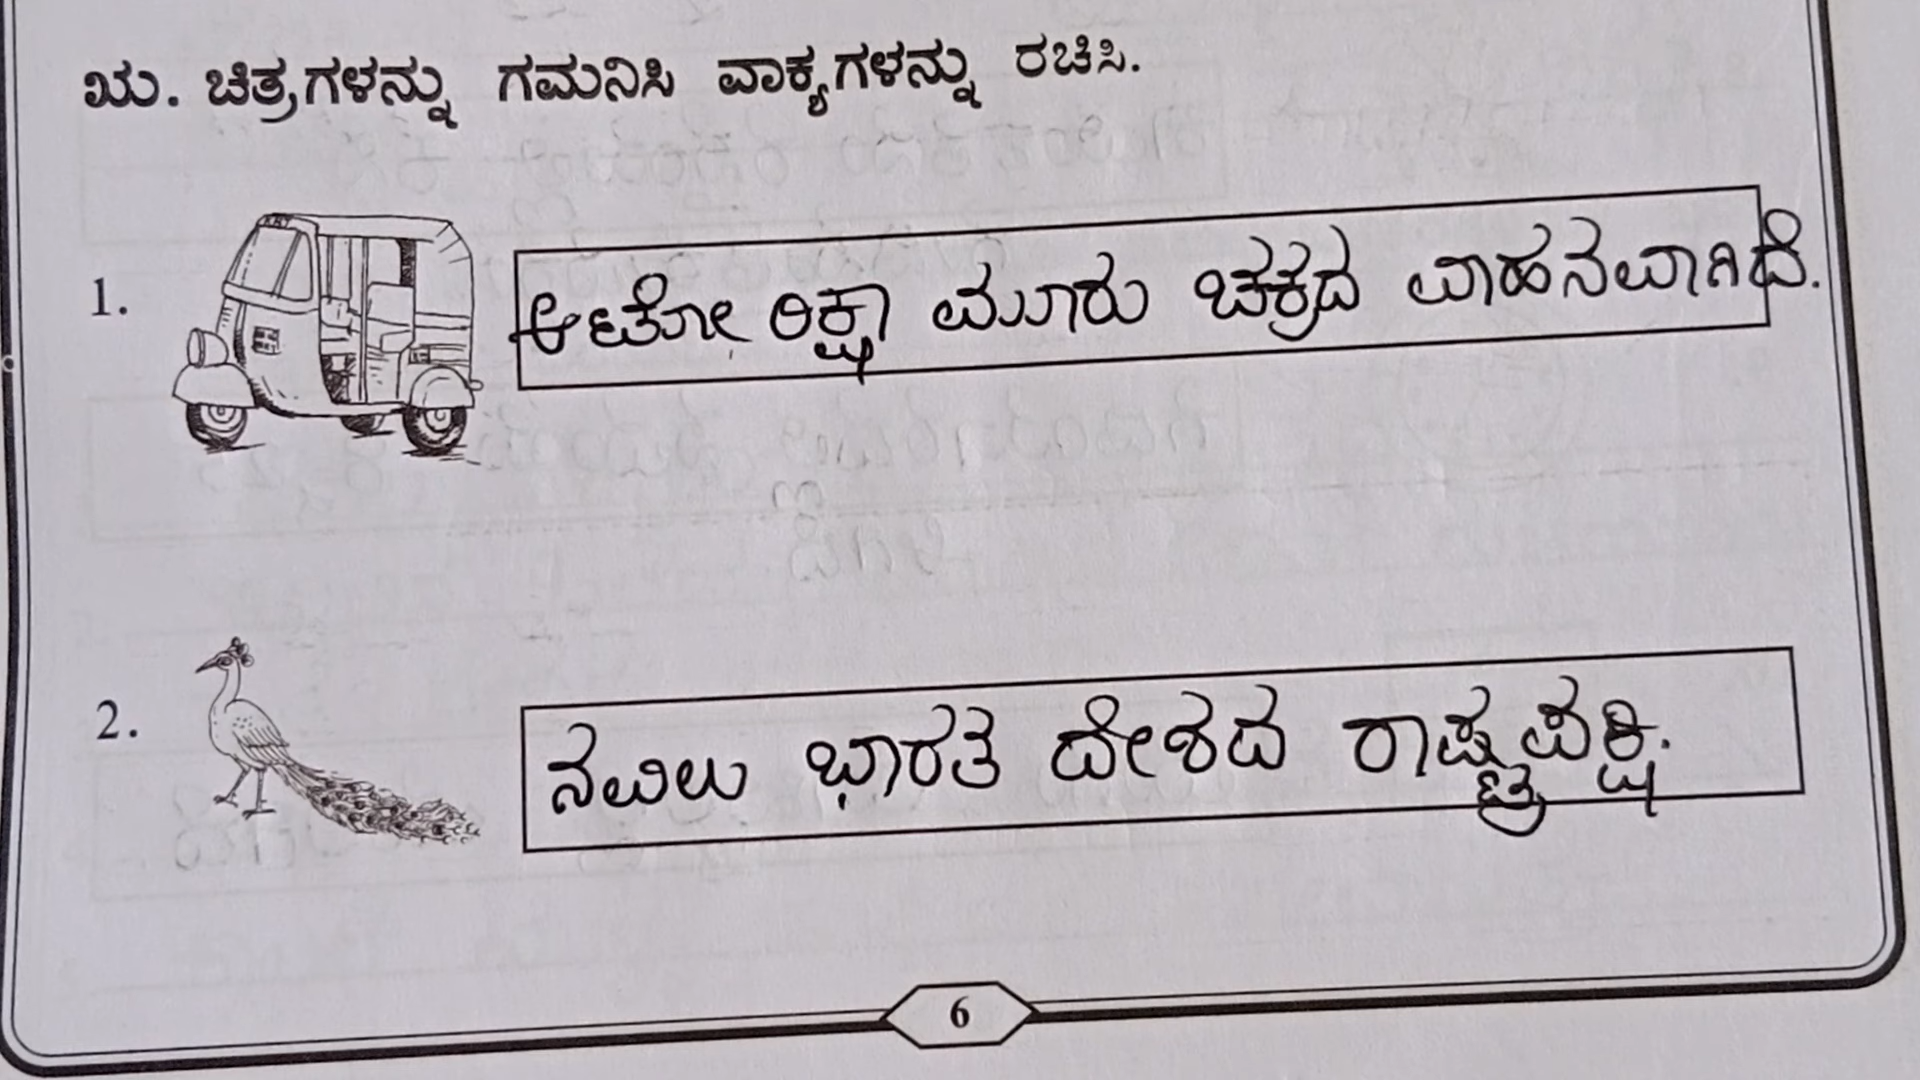 ಋ. ಚಿತ್ರಗಳನ್ನು ಗಮನಿಸಿ ವಾಕ್ಯಗಳನ್ನು ರಚಿಸಿ.
1. ಆಟೋ ರಿಕ್ಷಾ ಮೂರು ಚಕ್ರದ ವಾಹನವಾಗಿದೆ.
2. ನವಿಲು ಭಾರತ ದೇಶದ ರಾಷ್ಟ್ರಪಕ್ಷಿ.
6